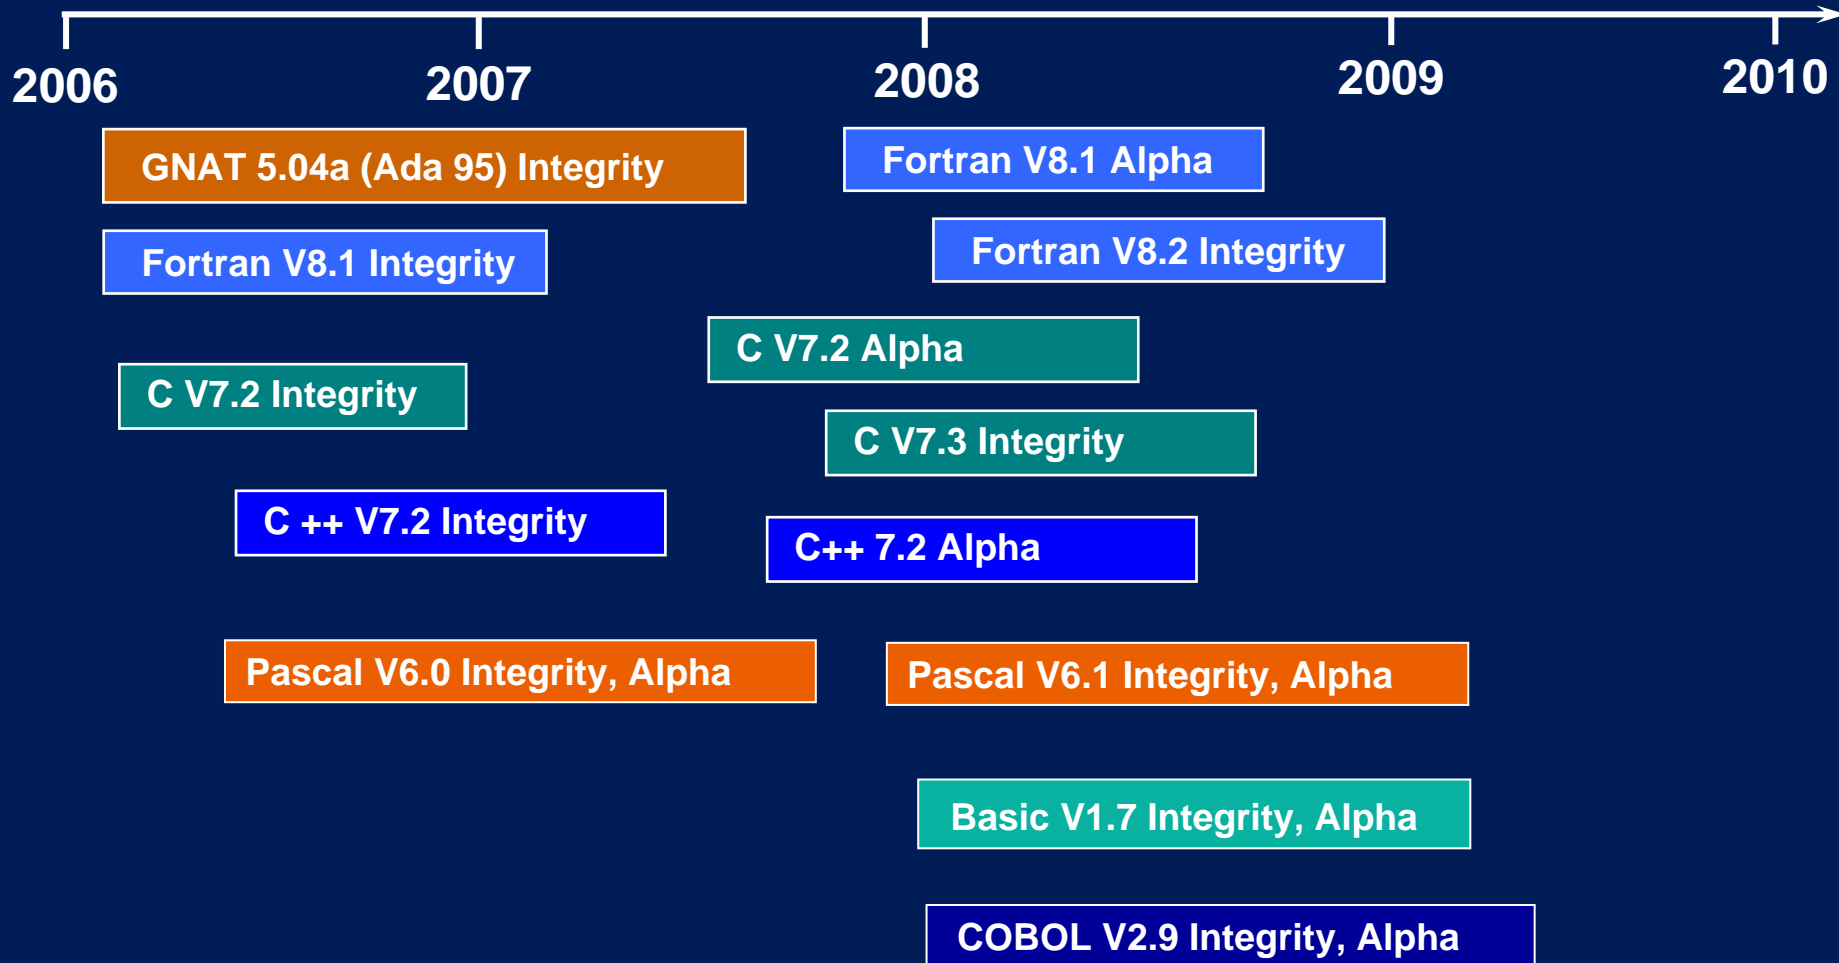 2006
2007
2008
2009
2010
GNAT 5.04a (Ada 95) Integrity
Fortran V8.1 Alpha
Fortran V8.1 Integrity
Fortran V8.2 Integrity
C V7.2 Alpha
C V7.2 Integrity
C V7.3 Integrity
C ++ V7.2 Integrity
C++ 7.2 Alpha
Pascal V6.0 Integrity, Alpha
Pascal V6.1 Integrity, Alpha
Basic V1.7 Integrity, Alpha
COBOL V2.9 Integrity, Alpha